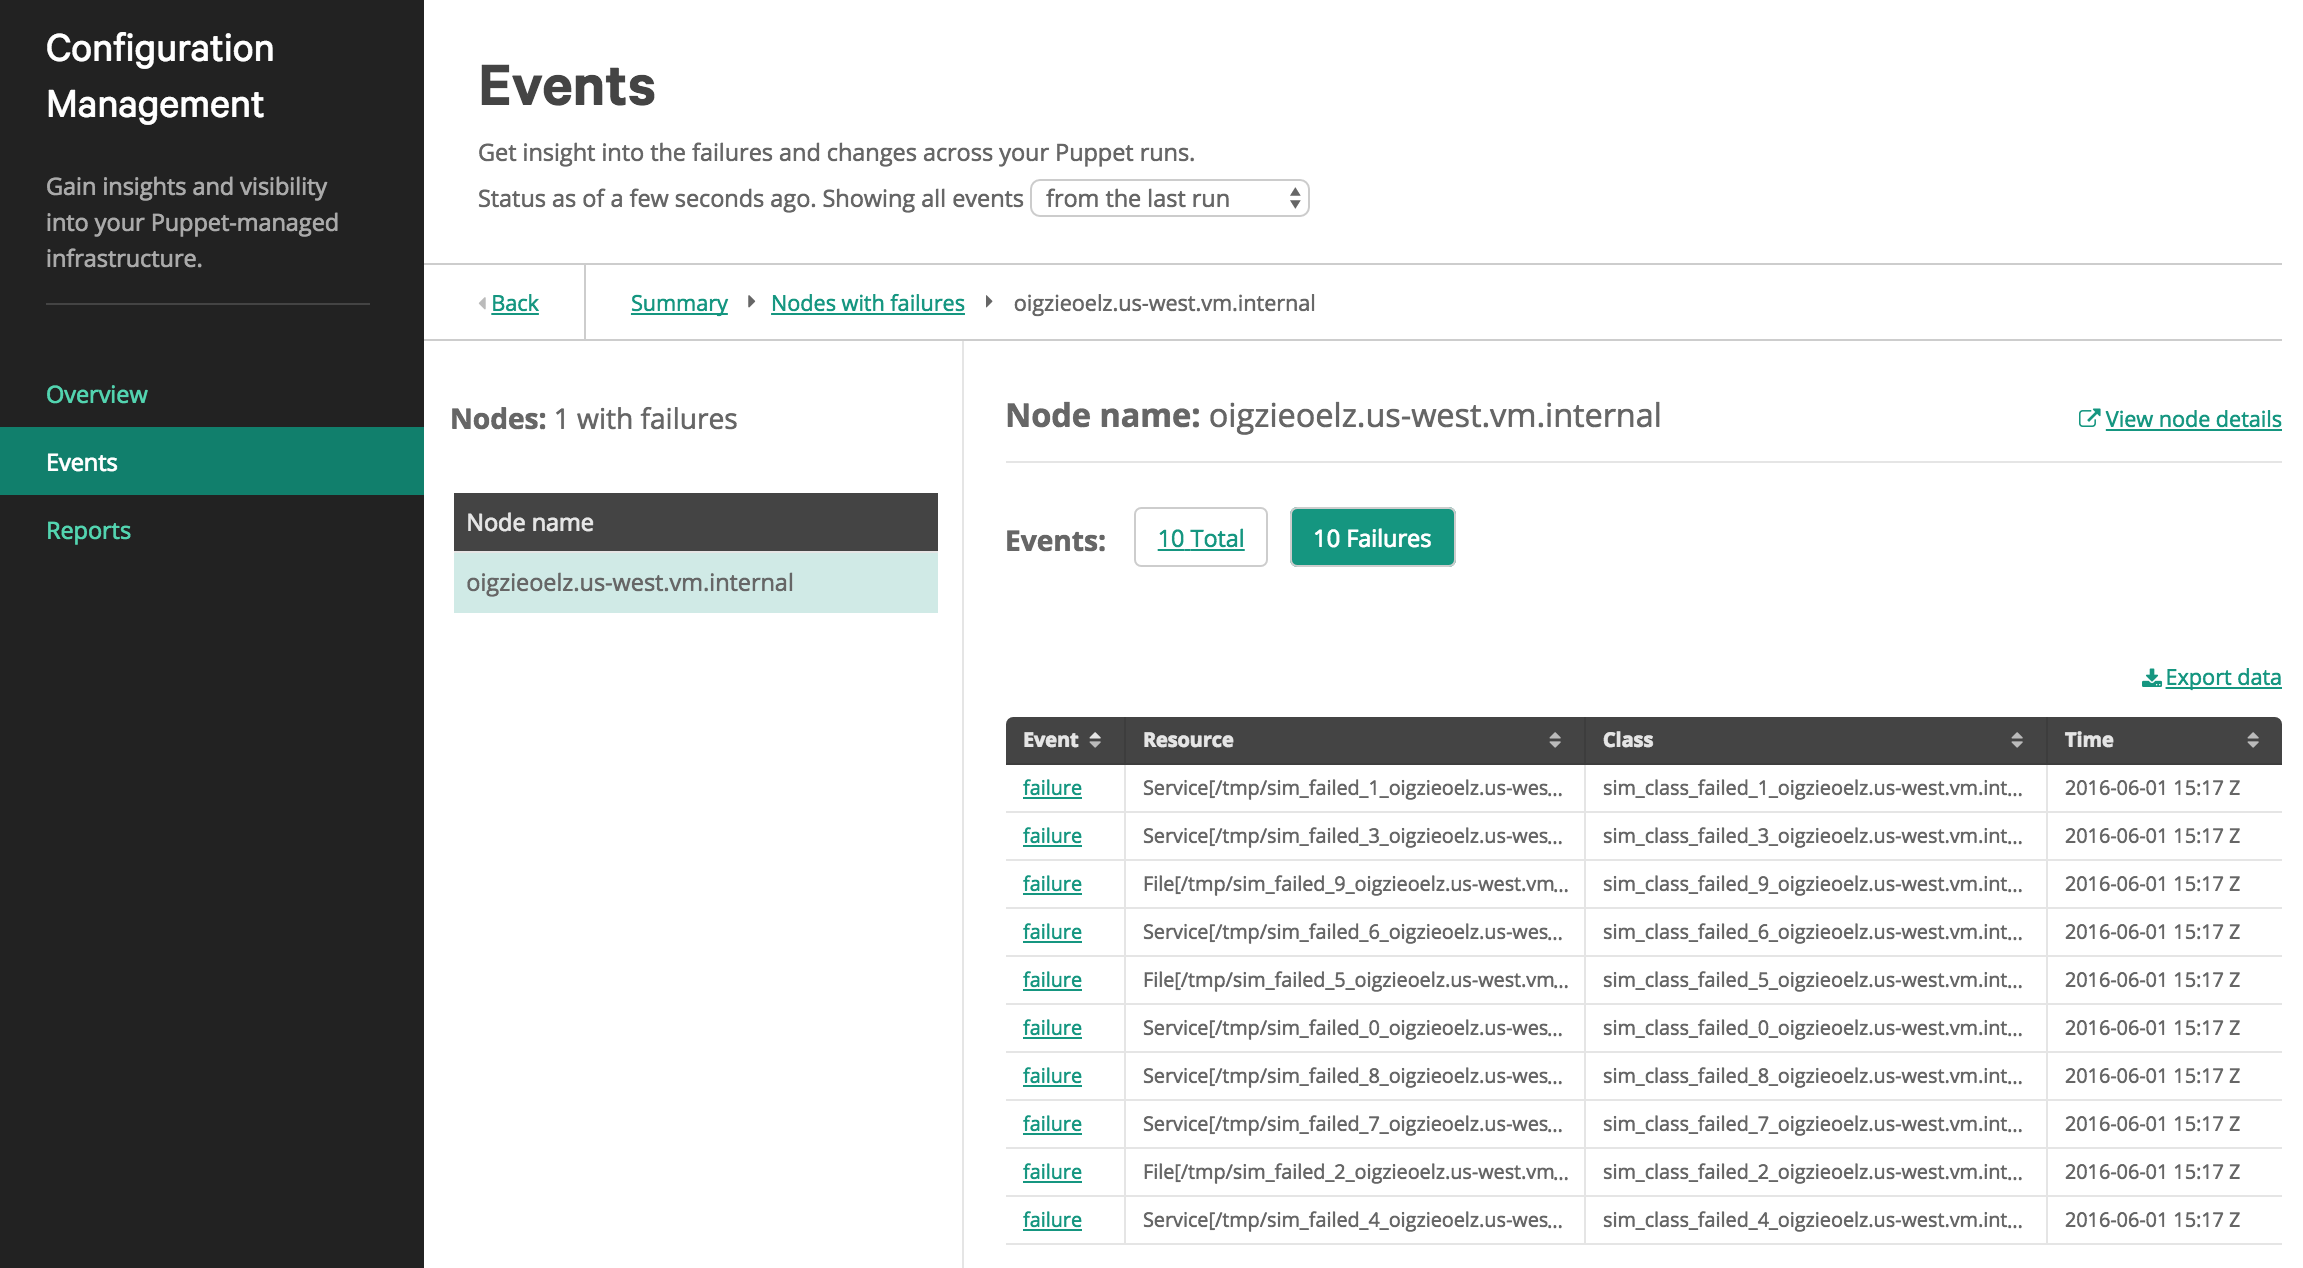 Configuration
Management
Gain insights and visibility
into your Puppet-managed
infrastructure.
Overview
Events
Reports
Events
Get insight into the failures and changes across your Puppet runs.
Status as of a few seconds ago. Showing all events from the last run
Back Summary Nodes with failures oigzieoelz.us-west.vm.internal
Nodes: 1 with failures
Node name
oigzieoelz.us-west.vm.internal
Node name: oigzieoelz.us-west.vm.internal View node details
Events: 10 Total 10 Failures
Export data
Event Resource Class Time
failure Service[/tmp/sim_failed_1_oigzieoelz.us-wes... sim_class_failed_1_oigzieoelz.us-west.vm.int... 2016-06-01 15:17 Z
failure Service[/tmp/sim_failed_3_oigzieoelz.us-wes... sim_class_failed_3_oigzieoelz.us-west.vm.int... 2016-06-01 15:17 Z
failure File[/tmp/sim_failed_9_oigzieoelz.us-west.vm... sim_class_failed_9_oigzieoelz.us-west.vm.int... 2016-06-01 15:17 Z
failure Service[/tmp/sim_failed_6_oigzieoelz.us-wes... sim_class_failed_6_oigzieoelz.us-west.vm.int... 2016-06-01 15:17 Z
failure File[/tmp/sim_failed_5_oigzieoelz.us-west.vm... sim_class_failed_5_oigzieoelz.us-west.vm.int... 2016-06-01 15:17 Z
failure Service[/tmp/sim_failed_0_oigzieoelz.us-wes... sim_class_failed_0_oigzieoelz.us-west.vm.int... 2016-06-01 15:17 Z
failure Service[/tmp/sim_failed_8_oigzieoelz.us-wes... sim_class_failed_8_oigzieoelz.us-west.vm.int... 2016-06-01 15:17 Z
failure Service[/tmp/sim_failed_7_oigzieoelz.us-wes... sim_class_failed_7_oigzieoelz.us-west.vm.int... 2016-06-01 15:17 Z
failure File[/tmp/sim_failed_2_oigzieoelz.us-west.vm... sim_class_failed_2_oigzieoelz.us-west.vm.int... 2016-06-01 15:17 Z
failure Service[/tmp/sim_failed_4_oigzieoelz.us-wes... sim_class_failed_4_oigzieoelz.us-west.vm.int... 2016-06-01 15:17 Z